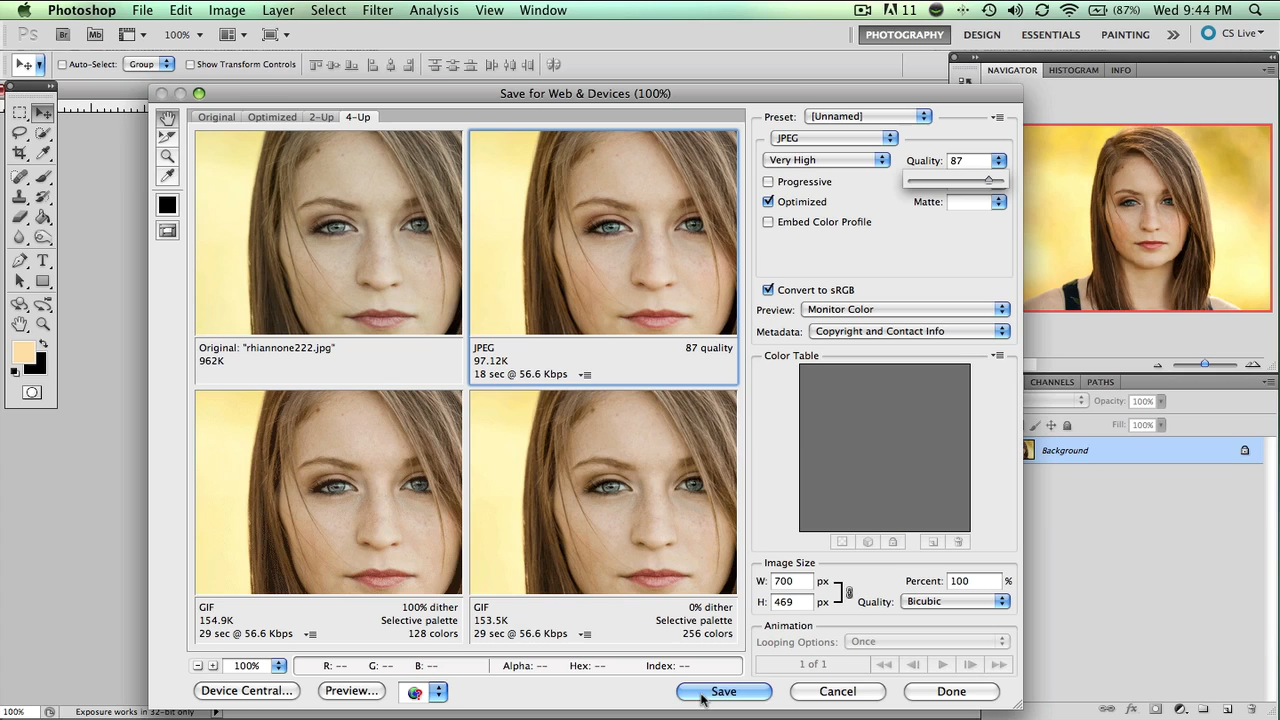 Photoshop File Edit Image Layer Select Filter Analysis View Window 11 (87%) Wed 9:44 PM
Ps Br Mb 100% PHOTOGRAPHY DESIGN ESSENTIALS PAINTING CS Live
Auto-Select: Group Show Transform Controls
NAVIGATOR HISTOGRAM INFO
Save for Web & Devices (100%)
Original Optimized 2-Up 4-Up
Preset: [Unnamed]
JPEG
Very High Quality: 87
Progressive
Optimized Matte:
Embed Color Profile
Convert to sRGB
Preview: Monitor Color
Metadata: Copyright and Contact Info
Original: "rhiannone222.jpg"
962K
JPEG 87 quality
97.12K
18 sec @ 56.6 Kbps
Color Table
CHANNELS PATHS
Opacity: 100%
Fill: 100%
Background
GIF 100% dither
154.9K Selective palette
29 sec @ 56.6 Kbps 128 colors
GIF 0% dither
153.5K Selective palette
29 sec @ 56.6 Kbps 256 colors
Image Size
W: 700 px Percent: 100 %
H: 469 px Quality: Bicubic
Animation
Looping Options: Once
1 of 1
100% R: -- G: -- B: -- Alpha: -- Hex: -- Index: --
Device Central... Preview... Save Cancel Done
100% Exposure works in 32-bit only fx